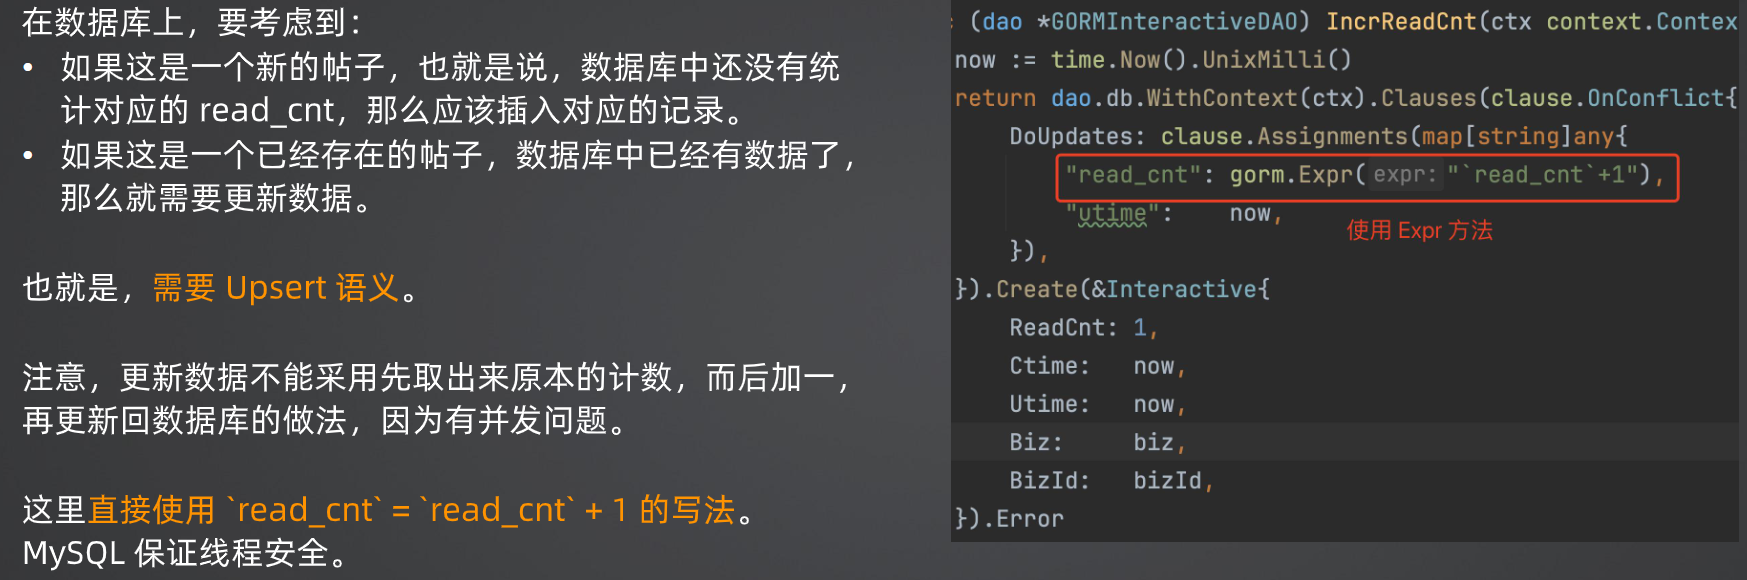 在数据库上，要考虑到：
• 如果这是一个新的帖子，也就是说，数据库中还没有统
计对应的 read_cnt，那么应该插入对应的记录。
• 如果这是一个已经存在的帖子，数据库中已经有数据了，
那么就需要更新数据。
也就是，需要 Upsert 语义。
注意，更新数据不能采用先取出来原本的计数，而后加一，
再更新回数据库的做法，因为有并发问题。
这里直接使用 `read_cnt` = `read_cnt` + 1 的写法。
MySQL 保证线程安全。
(dao *GORMInteractiveDAO) IncrReadCnt(ctx context.Contex
now := time.Now().UnixMilli()
return dao.db.WithContext(ctx).Clauses(clause.OnConflict{
DoUpdates: clause.Assignments(map[string]any{
"read_cnt": gorm.Expr( expr: "`read_cnt`+1"),
"utime": now,
使用 Expr 方法
}),
}).Create(&Interactive{
ReadCnt: 1,
Ctime: now,
Utime: now,
Biz: biz,
BizId: bizId,
}).Error